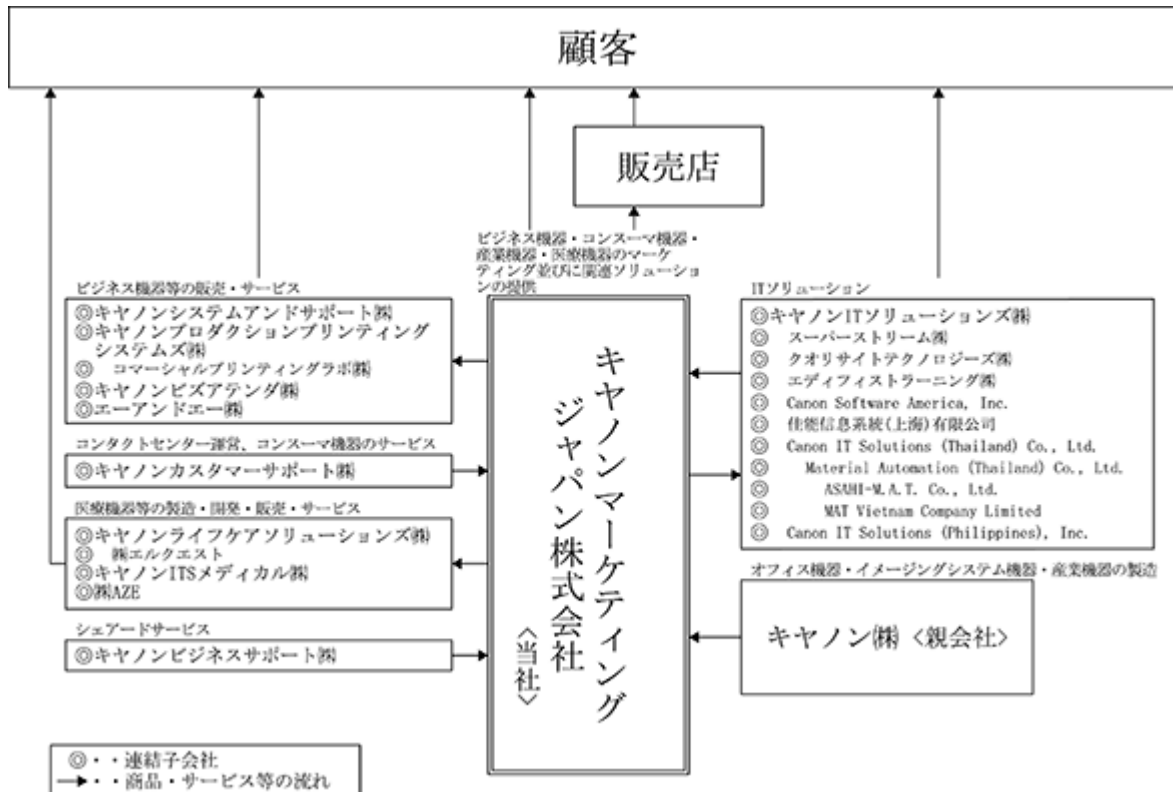 顧客
販売店
ビジネス機器・コンスーマ機器・
産業機器・医療機器のマーケ
ティング並びに関連ソリューショ
ンの提供
ビジネス機器等の販売・サービス
◎キヤノンシステムアンドサポート㈱
◎キヤノンプロダクションプリンティング
システムズ㈱
◎ コマーシャルプリンティングラボ㈱
◎キヤノンビズアテンダ㈱
◎エーアンドエー㈱
コンタクトセンター運営、コンスーマ機器のサービス
◎キヤノンカスタマーサポート㈱
医療機器等の製造・開発・販売・サービス
◎キヤノンライフケアソリューションズ㈱
◎ ㈱エルクエスト
◎キヤノンITSメディカル㈱
◎㈱AZE
シェアードサービス
◎キヤノンビジネスサポート㈱
キヤノンマーケティング
ジャパン株式会社
〈当社〉
ITソリューション
◎キヤノンITソリューションズ㈱
◎ スーパーストリーム㈱
◎ クオリサイトテクノロジーズ㈱
◎ エディフィストラーニング㈱
◎ Canon Software America, Inc.
◎ 佳能信息系統(上海)有限公司
◎ Canon IT Solutions (Thailand) Co., Ltd.
◎ Material Automation (Thailand) Co., Ltd.
◎ ASAHI-M.A.T. Co., Ltd.
◎ MAT Vietnam Company Limited
◎ Canon IT Solutions (Philippines), Inc.
オフィス機器・イメージングシステム機器・産業機器の製造
キヤノン㈱〈親会社〉
◎・・連結子会社
→・・商品・サービス等の流れ